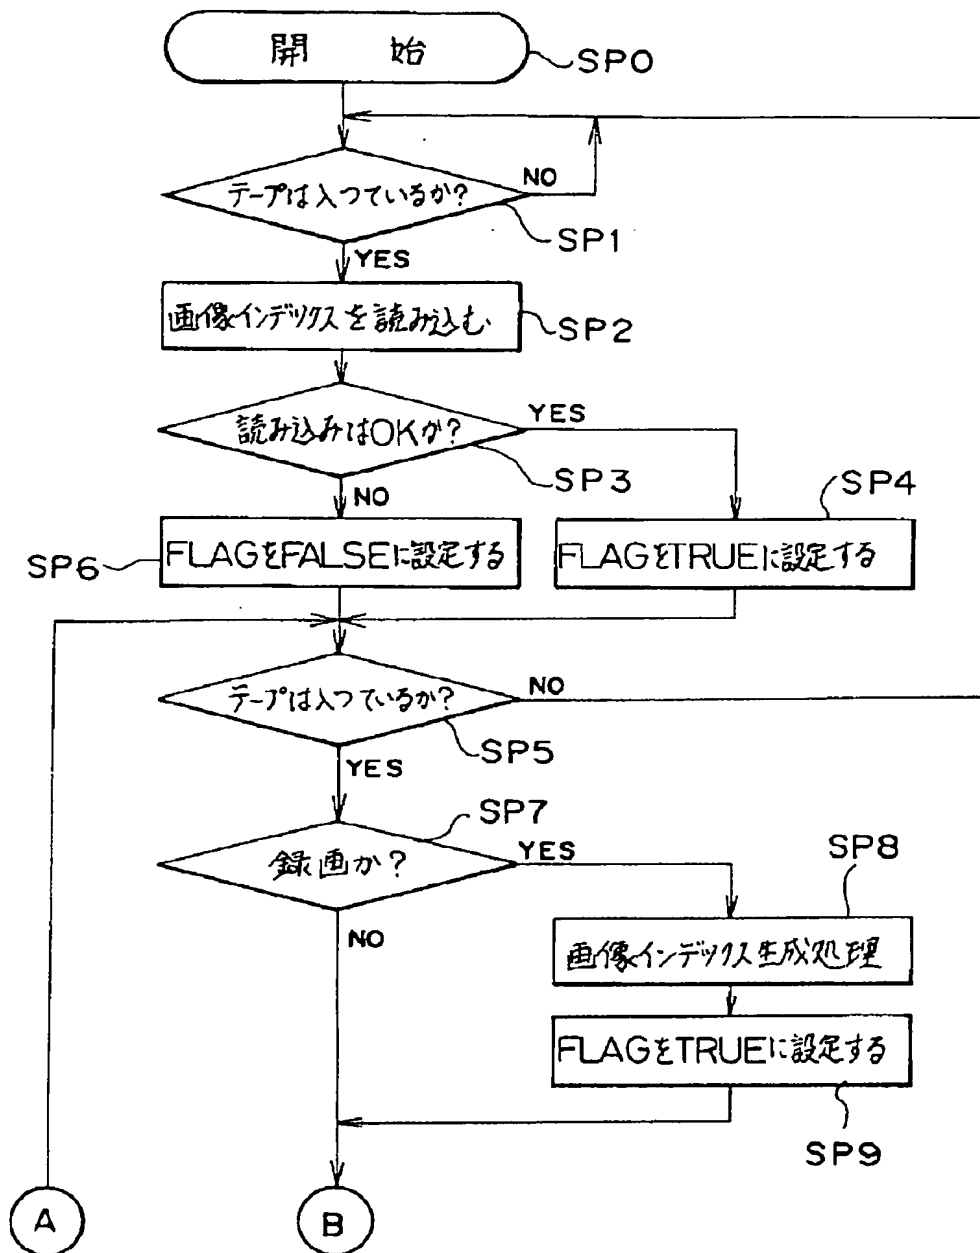 開 始
SP0
テープは入つているか?
NO
SP1
YES
画像インデツクスを読み込む
SP2
読み込みはOKか?
YES
SP3
NO
SP4
FLAGをFALSEに設定する
SP6
FLAGをTRUEに設定する
テープは入つているか?
NO
SP5
YES
SP7
録画か?
YES
SP8
NO
画像インデツクス生成処理
FLAGをTRUEに設定する
SP9
A
B